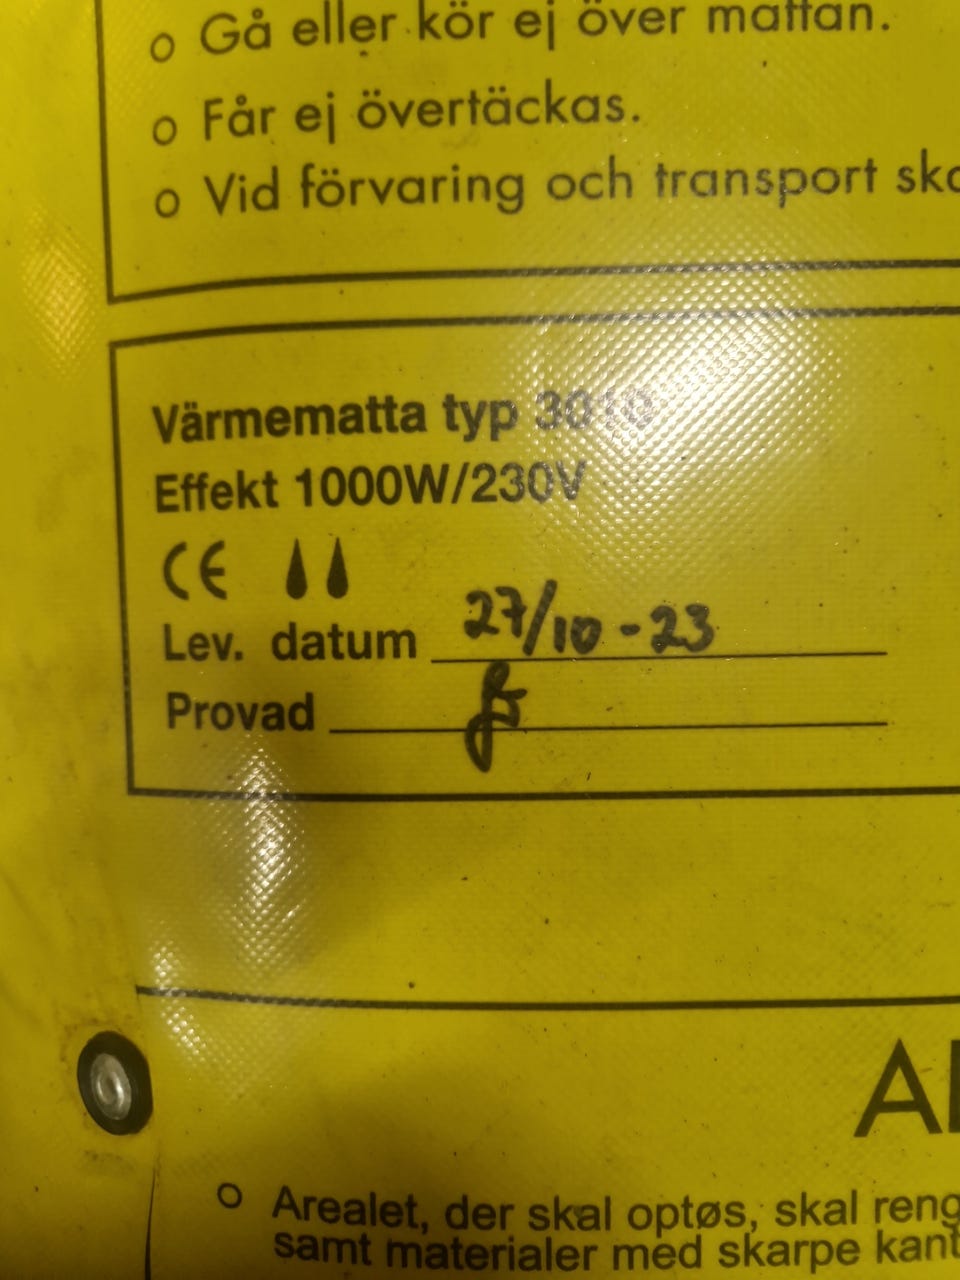 o Gå eller kör ej över mattan.
o Får ej övertäckas.
o Vid förvaring och transport
Värmematta typ 3010
Effekt 1000W/230V
CE
Lev. datum 27/10-23
Provad
o Arealet, der skal optøs, skal
samt materialer med skarpe